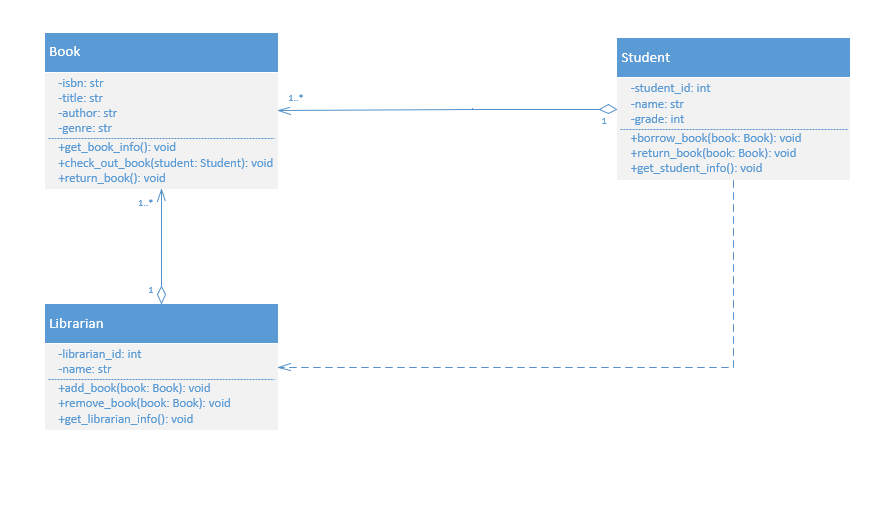 Book
-isbn: str
-title: str
-author: str
-genre: str
+get_book_info(): void
+check_out_book(student: Student): void
+return_book(): void
1..*
1
Student
-student_id: int
-name: str
-grade: int
+borrow_book(book: Book): void
+return_book(book: Book): void
+get_student_info(): void
1..*
1
Librarian
-librarian_id: int
-name: str
+add_book(book: Book): void
+remove_book(book: Book): void
+get_librarian_info(): void